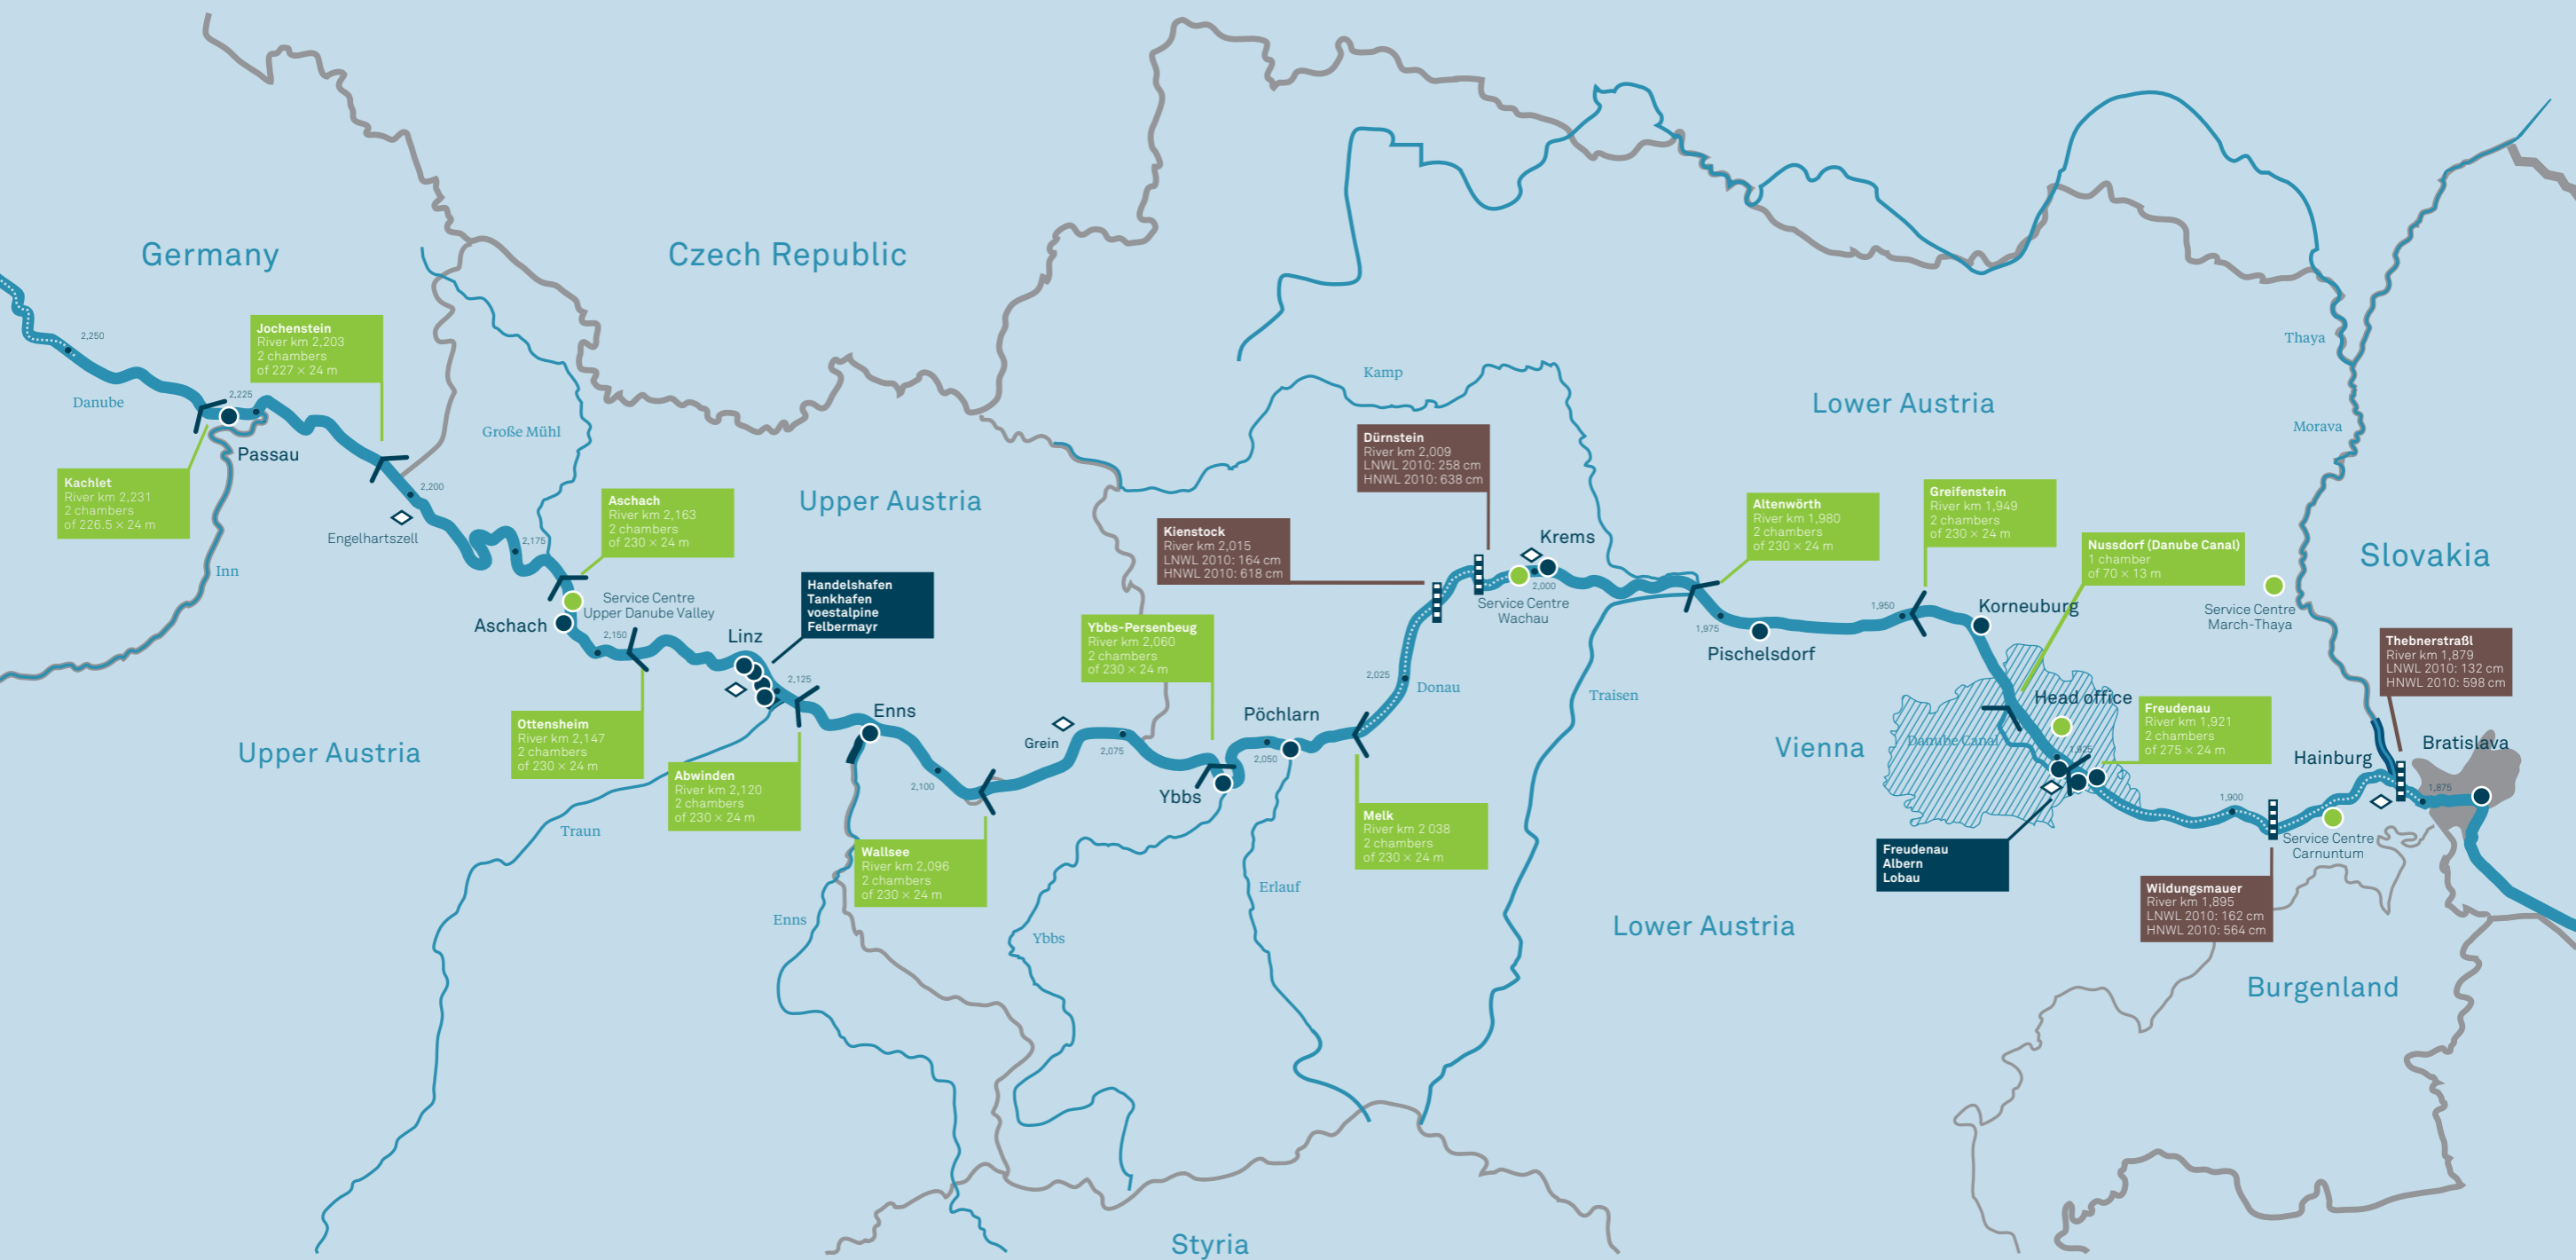 Germany
Czech Republic
2,250
Jochenstein
River km 2,203
2 chambers
of 227 × 24 m
Danube
2,225
Passau
Kachlet
River km 2,231
2 chambers
of 226.5 × 24 m
Inn
2,200
Engelhartszell
Große Mühl
2,175
Aschach
River km 2,163
2 chambers
of 230 × 24 m
Upper Austria
Aschach
Service Centre
Upper Danube Valley
2,150
Linz
Handelshafen
Tankhafen
voestalpine
Felbermayr
2,125
Ottensheim
River km 2,147
2 chambers
of 230 × 24 m
Upper Austria
Traun
Abwinden
River km 2,120
2 chambers
of 230 × 24 m
Enns
2,100
Wallsee
River km 2,096
2 chambers
of 230 × 24 m
Enns
Grein
2,075
Ybbs-Persenbeug
River km 2,060
2 chambers
of 230 × 24 m
Ybbs
Ybbs
Pöchlarn
2,050
Erlauf
Melk
River km 2 038
2 chambers
of 230 × 24 m
2,025
Donau
Kamp
Kienstock
River km 2,015
LNWL 2010: 164 cm
HNWL 2010: 618 cm
Dürnstein
River km 2,009
LNWL 2010: 258 cm
HNWL 2010: 638 cm
Krems
2,000
Service Centre
Wachau
Traisen
Lower Austria
Altenwörth
River km 1,980
2 chambers
of 230 × 24 m
1,975
Pischelsdorf
1,950
Greifenstein
River km 1,949
2 chambers
of 230 × 24 m
Korneuburg
Nussdorf (Danube Canal)
1 chamber
of 70 × 13 m
Vienna
Danube Canal
Head office
1,925
Freudenau
River km 1,921
2 chambers
of 275 × 24 m
Freudenau
Albern
Lobau
Lower Austria
Thaya
Morava
Slovakia
Service Centre
March-Thaya
Thebnerstraßl
River km 1,879
LNWL 2010: 132 cm
HNWL 2010: 598 cm
Hainburg
Bratislava
1,875
1,900
Service Centre
Carnuntum
Wildungsmauer
River km 1,895
LNWL 2010: 162 cm
HNWL 2010: 564 cm
Burgenland
Styria